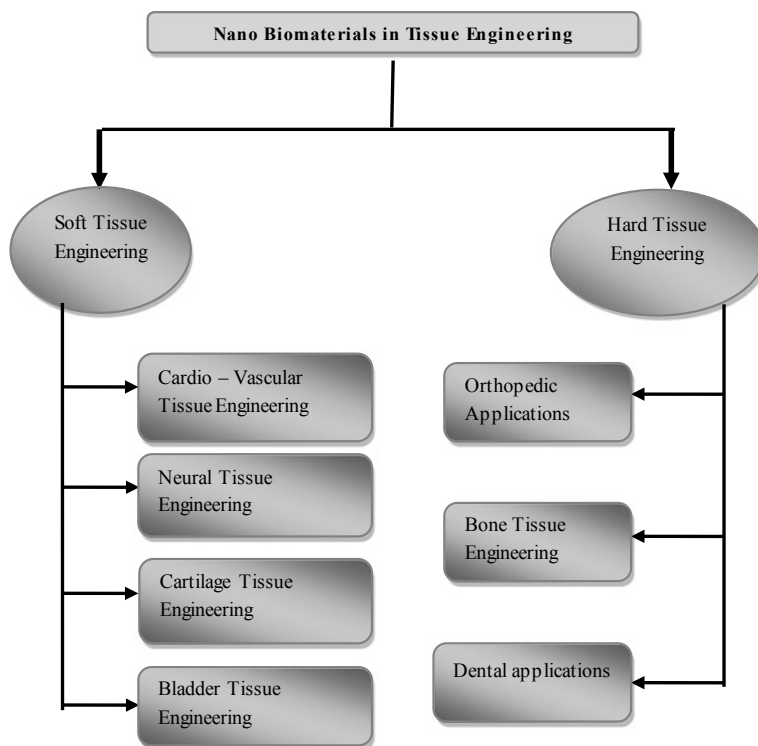 Nano Biomaterials in Tissue Engineering
Soft Tissue
Engineering
Hard Tissue
Engineering
Cardio – Vascular
Tissue Engineering
Neural Tissue
Engineering
Cartilage Tissue
Engineering
Bladder Tissue
Engineering
Orthopedic
Applications
Bone Tissue
Engineering
Dental applications